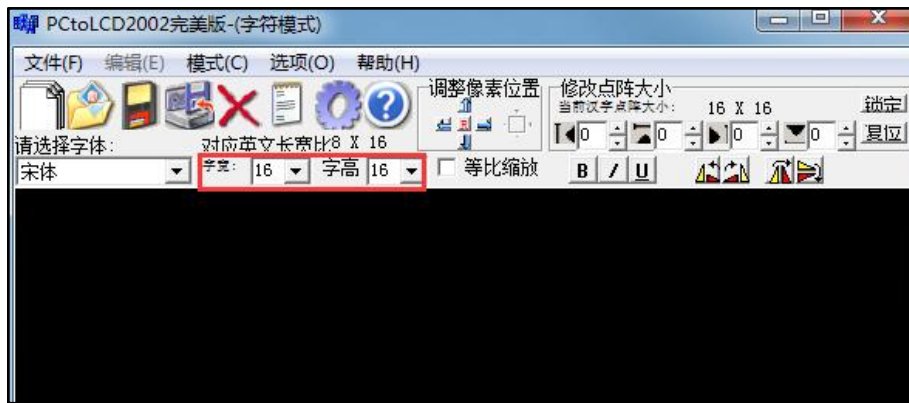 PCtoLCD2002完美版-(字符模式)
文件(F) 编辑(E) 模式(C) 选项(O) 帮助(H)
调整像素位置 修改点阵大小
当前汉字点阵大小: 16 X 16 锁定
0 0 0 0 复位
请选择字体: 对应英文长宽比8 X 16
宋体 字宽: 16 字高 16 等比缩放 B I U